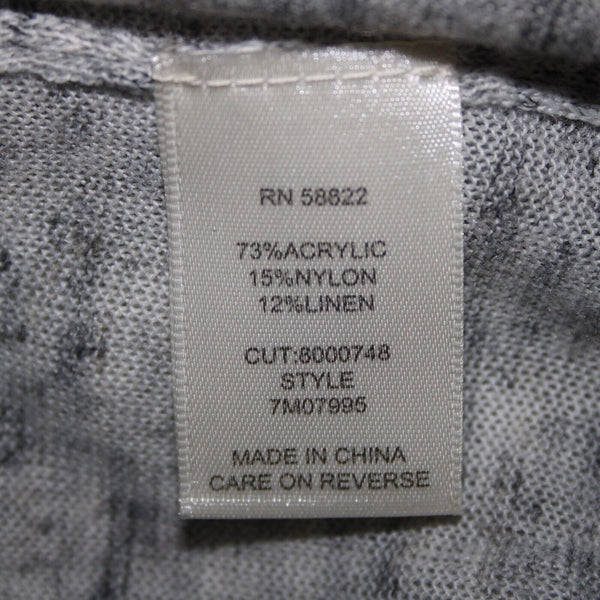 RN 58822
73%ACRYLIC
15%NYLON
12%LINEN
CUT:8000748
STYLE
7M07995
MADE IN CHINA
CARE ON REVERSE